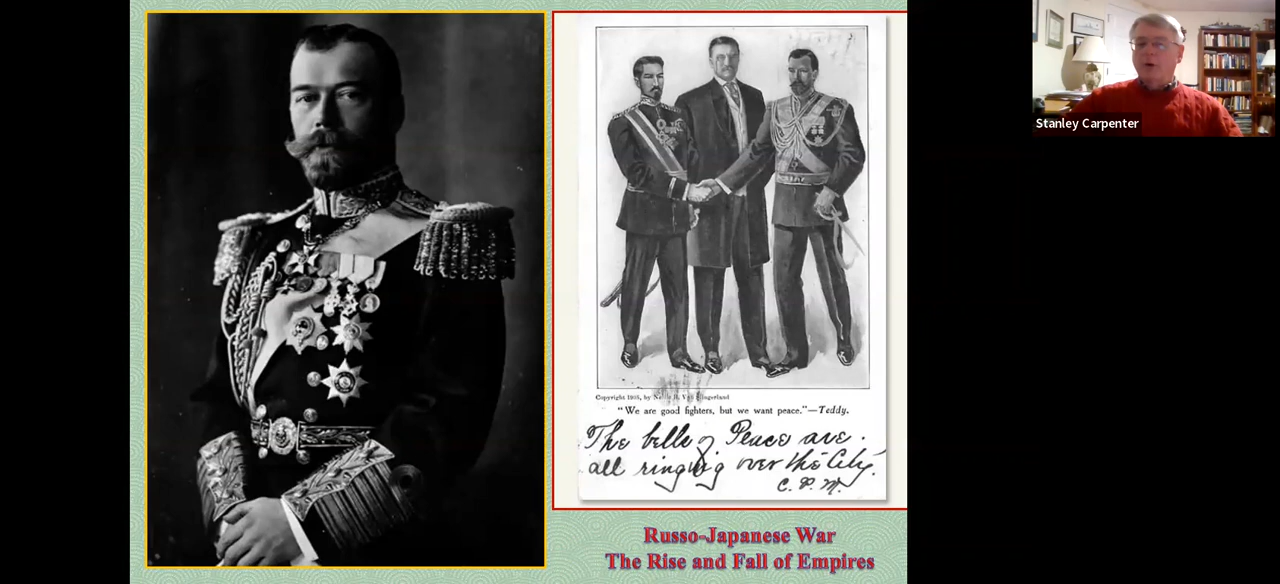 Stanley Carpenter
Copyright 1905, by Nellie B. Van Slingerland
"We are good fighters, but we want peace."—Teddy.
The bells of Peace are.
all ringing over the City.
C. P. M.
Russo-Japanese War
The Rise and Fall of Empires